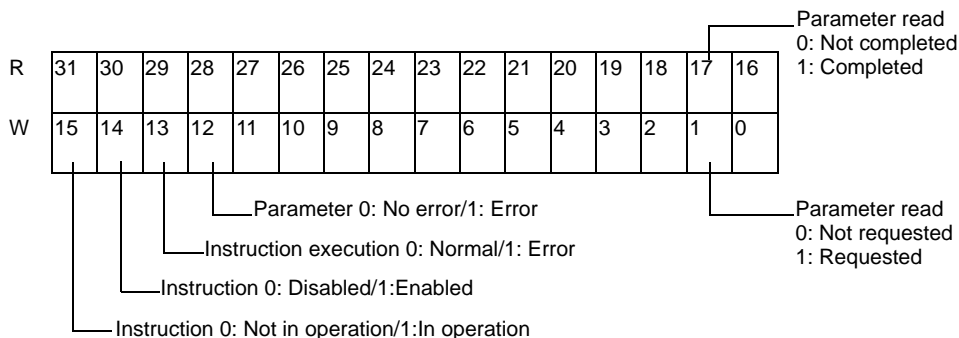 Parameter read
0: Not completed
1: Completed
R 31 30 29 28 27 26 25 24 23 22 21 20 19 18 17 16
W 15 14 13 12 11 10 9 8 7 6 5 4 3 2 1 0
Parameter 0: No error/1: Error
Instruction execution 0: Normal/1: Error
Instruction 0: Disabled/1:Enabled
Instruction 0: Not in operation/1:In operation
Parameter read
0: Not requested
1: Requested